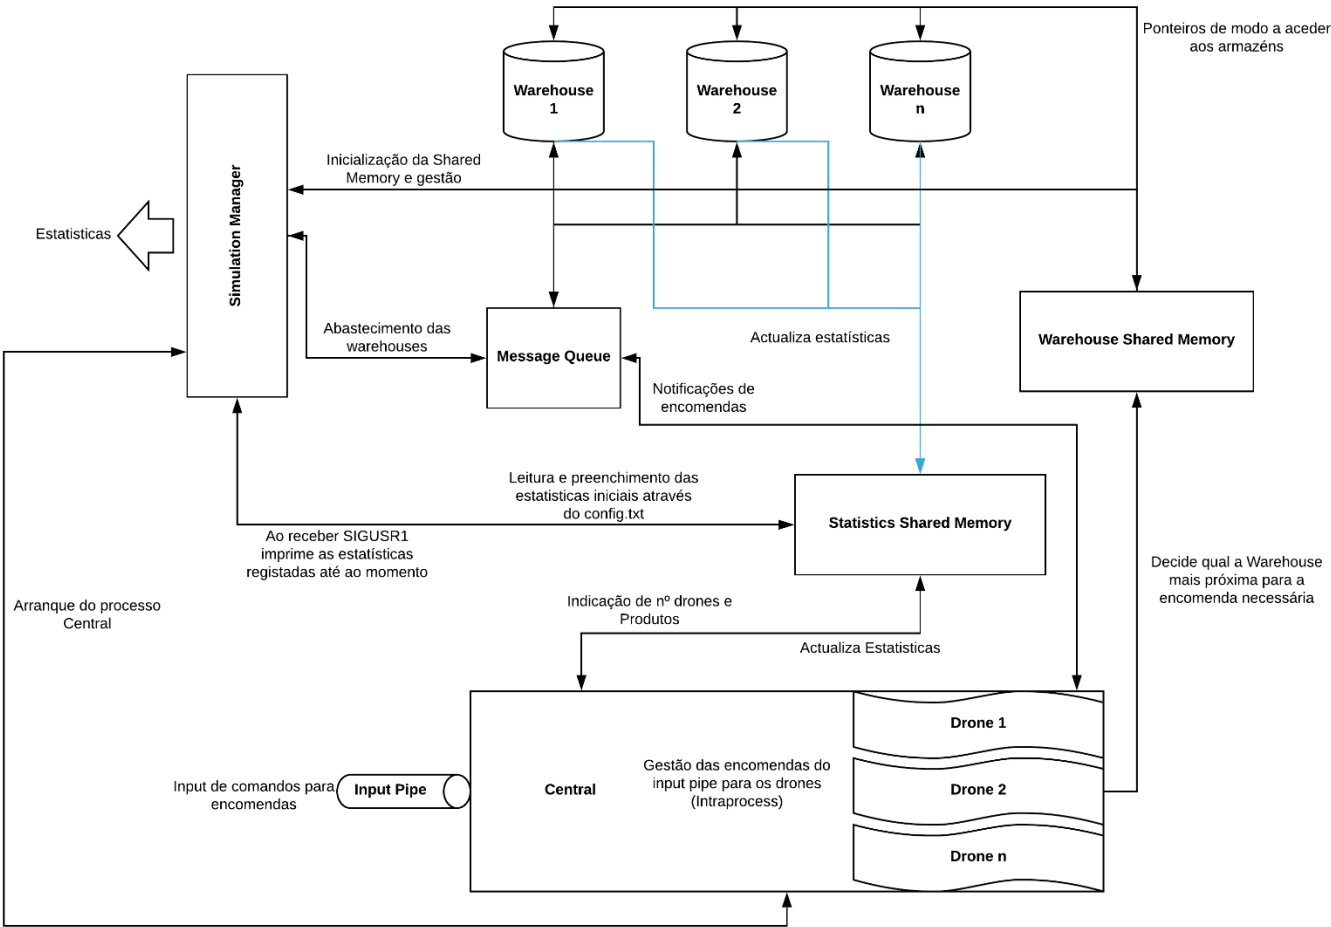 Ponteiros de modo a aceder
aos armazéns
Warehouse
1
Warehouse
2
Warehouse
n
Inicialização da Shared
Memory e gestão
Simulation Manager
Estatisticas
Abastecimento das
warehouses
Message Queue
Actualiza estatísticas
Warehouse Shared Memory
Notificações de
encomendas
Leitura e preenchimento das
estatisticas iniciais através
do config.txt
Statistics Shared Memory
Ao receber SIGUSR1
imprime as estatísticas
registadas até ao momento
Decide qual a Warehouse
mais próxima para a
encomenda necessária
Arranque do processo
Central
Indicação de nº drones e
Produtos
Actualiza Estatisticas
Drone 1
Input de comandos para
encomendas
Input Pipe
Central
Gestão das encomendas do
input pipe para os drones
(Intraprocess)
Drone 2
Drone n